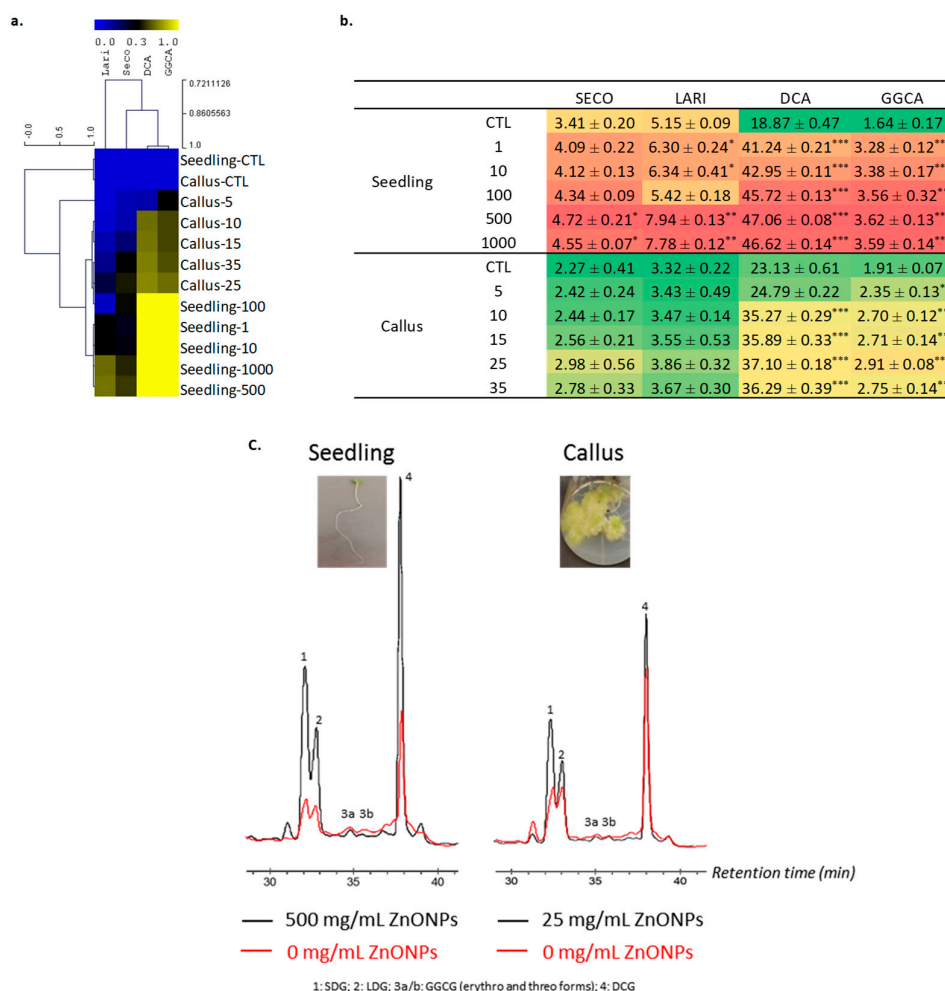 a.
0.0 0.3 1.0
Lari Seco DCA GGCA
0.7211126
0.8605563
1.0
-0.0 0.5 1.0
Seedling-CTL
Callus-CTL
Callus-5
Callus-10
Callus-15
Callus-35
Callus-25
Seedling-100
Seedling-1
Seedling-10
Seedling-1000
Seedling-500
b.
SECO LARI DCA GGCA
Seedling
CTL 3.41 ± 0.20 5.15 ± 0.09 18.87 ± 0.47 1.64 ± 0.17
1 4.09 ± 0.22 6.30 ± 0.24* 41.24 ± 0.21*** 3.28 ± 0.12**
10 4.12 ± 0.13 6.34 ± 0.41* 42.95 ± 0.11*** 3.38 ± 0.17**
100 4.34 ± 0.09 5.42 ± 0.18 45.72 ± 0.13*** 3.56 ± 0.32**
500 4.72 ± 0.21* 7.94 ± 0.13** 47.06 ± 0.08*** 3.62 ± 0.13**
1000 4.55 ± 0.07* 7.78 ± 0.12** 46.62 ± 0.14*** 3.59 ± 0.14**
Callus
CTL 2.27 ± 0.41 3.32 ± 0.22 23.13 ± 0.61 1.91 ± 0.07
5 2.42 ± 0.24 3.43 ± 0.49 24.79 ± 0.22 2.35 ± 0.13*
10 2.44 ± 0.17 3.47 ± 0.14 35.27 ± 0.29*** 2.70 ± 0.12**
15 2.56 ± 0.21 3.55 ± 0.53 35.89 ± 0.33*** 2.71 ± 0.14**
25 2.98 ± 0.56 3.86 ± 0.32 37.10 ± 0.18*** 2.91 ± 0.08**
35 2.78 ± 0.33 3.67 ± 0.30 36.29 ± 0.39*** 2.75 ± 0.14**
c.
Seedling
4
1
2
3a 3b
30 35 40
500 mg/mL ZnONPs
0 mg/mL ZnONPs
Callus
4
1
2
3a 3b
30 35 40
Retention time (min)
25 mg/mL ZnONPs
0 mg/mL ZnONPs
1: SDG; 2: LDG; 3a/b: GGCG (erythro and threo forms); 4: DCG